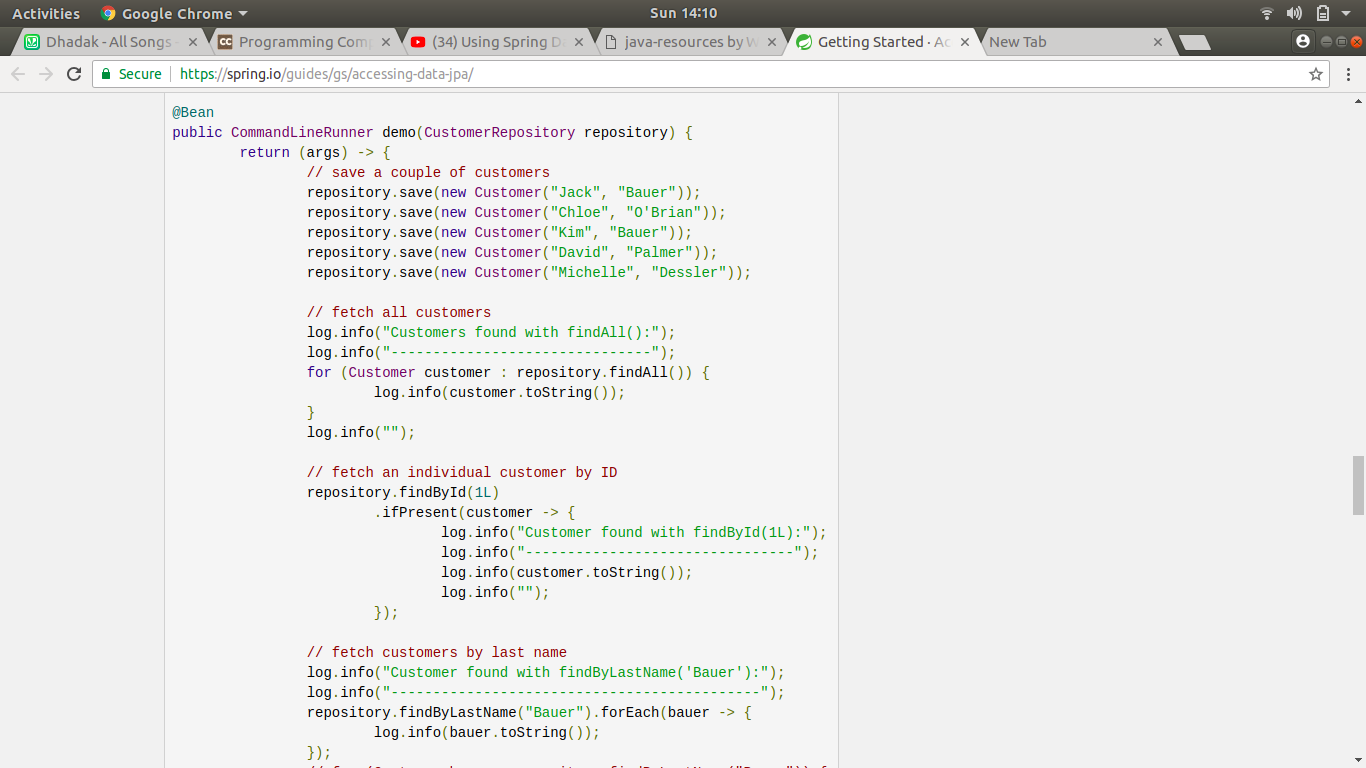 Activities Google Chrome Sun 14:10
Dhadak - All Songs Programming Com (34) Using Spring D java-resources by W Getting Started · Ac New Tab
Secure https://spring.io/guides/gs/accessing-data-jpa/
@Bean
public CommandLineRunner demo(CustomerRepository repository) {
return (args) -> {
// save a couple of customers
repository.save(new Customer("Jack", "Bauer"));
repository.save(new Customer("Chloe", "O'Brian"));
repository.save(new Customer("Kim", "Bauer"));
repository.save(new Customer("David", "Palmer"));
repository.save(new Customer("Michelle", "Dessler"));
// fetch all customers
log.info("Customers found with findAll():");
log.info("-------------------------------");
for (Customer customer : repository.findAll()) {
log.info(customer.toString());
}
log.info("");
// fetch an individual customer by ID
repository.findById(1L)
.ifPresent(customer -> {
log.info("Customer found with findById(1L):");
log.info("--------------------------------");
log.info(customer.toString());
log.info("");
});
// fetch customers by last name
log.info("Customer found with findByLastName('Bauer'):");
log.info("--------------------------------------------");
repository.findByLastName("Bauer").forEach(bauer -> {
log.info(bauer.toString());
});